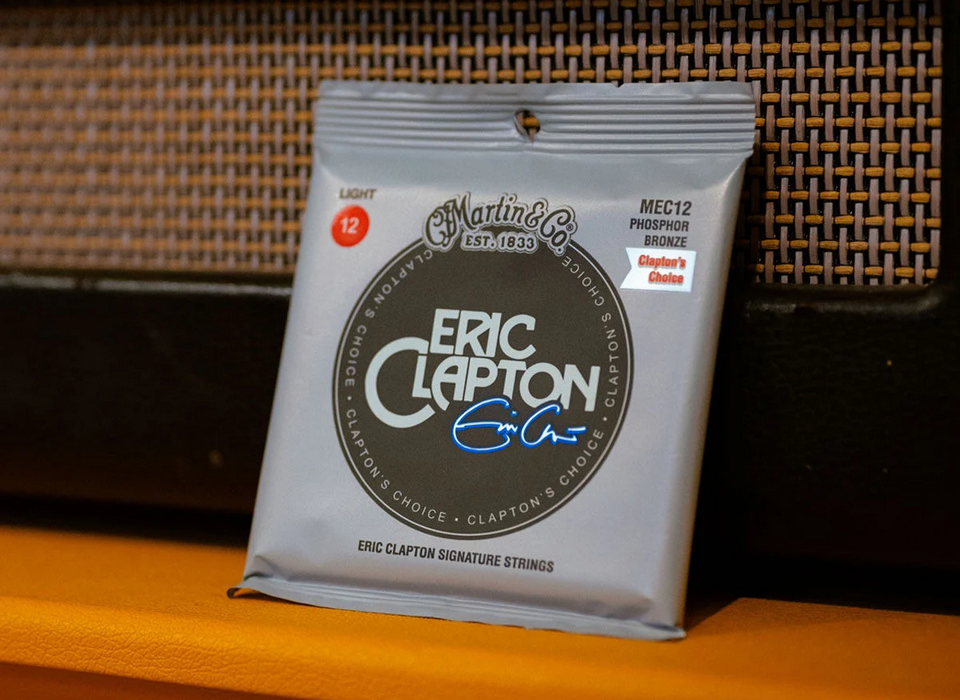 LIGHT
12
C.F. Martin & Co.®
EST. 1833
MEC12
PHOSPHOR
BRONZE
Clapton's
Choice
CLAPTON'S CHOICE • CLAPTON'S CHOICE • CLAPTON'S CHOICE • CLAPTON'S CHOICE
ERIC
CLAPTON
ERIC CLAPTON SIGNATURE STRINGS